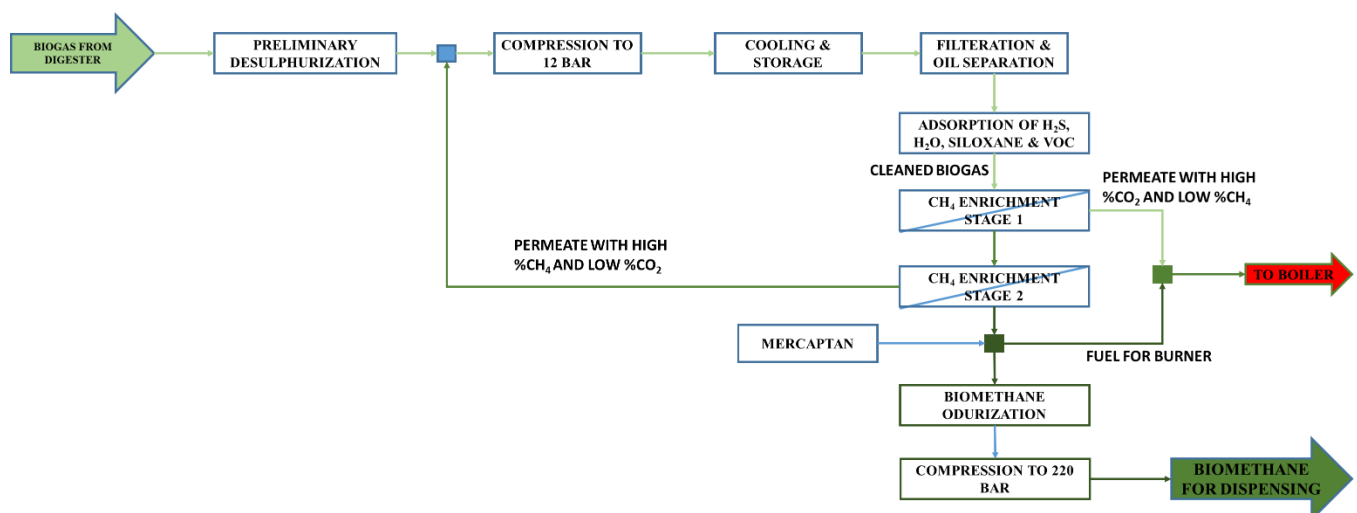 BIOGAS FROM
DIGESTER
PRELIMINARY
DESULPHURIZATION
COMPRESSION TO
12 BAR
COOLING &
STORAGE
FILTERATION &
OIL SEPARATION
ADSORPTION OF H₂S,
H₂O, SILOXANE & VOC
CLEANED BIOGAS
PERMEATE WITH HIGH
%CO₂ AND LOW %CH₄
CH₄ ENRICHMENT
STAGE 1
PERMEATE WITH HIGH
%CH₄ AND LOW %CO₂
CH₄ ENRICHMENT
STAGE 2
TO BOILER
MERCAPTAN
FUEL FOR BURNER
BIOMETHANE
ODURIZATION
COMPRESSION TO 220
BAR
BIOMETHANE
FOR DISPENSING